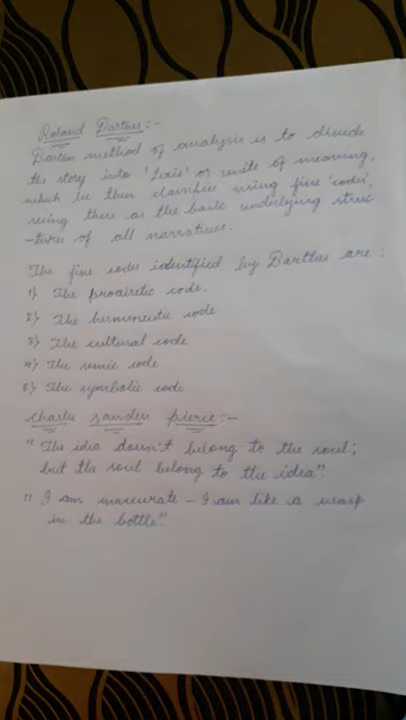 Roland Barthes:-
Barthes method of analysis is to divide
the story into 'Lexis' or units of meaning,
which he then classifies using five 'codes',
seeing these as the basic underlying struc
-tures of all narratives.
The five codes identified by Barthes are:
1) The proairetic code.
2) The hermeneutic code
3) The cultural code
4) The semic code
5) The symbolic code
Charles sanders pierce:-
"The idea doesn't belong to the soul;
but the soul belong to the idea".
" I am inaccurate - I am like a wasp
in the bottle".